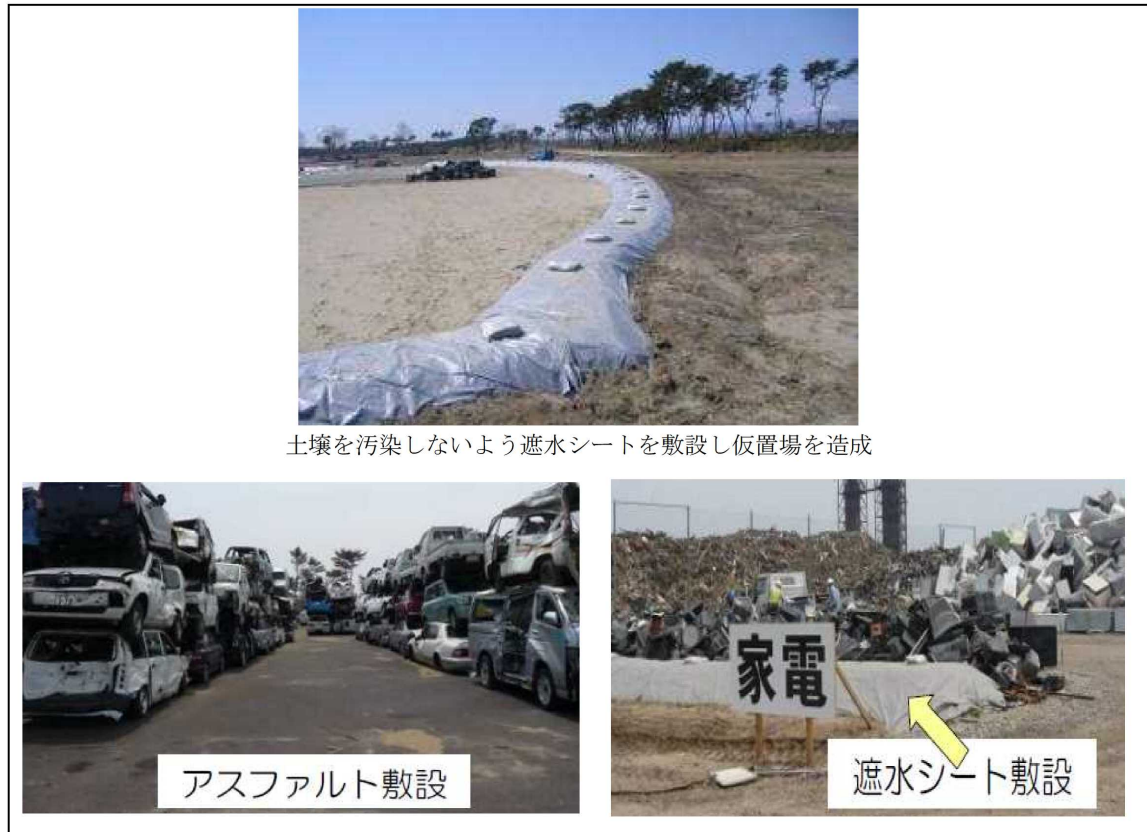 土壌を汚染しないよう遮水シートを敷設し仮置場を造成
アスファルト敷設
家電
遮水シート敷設